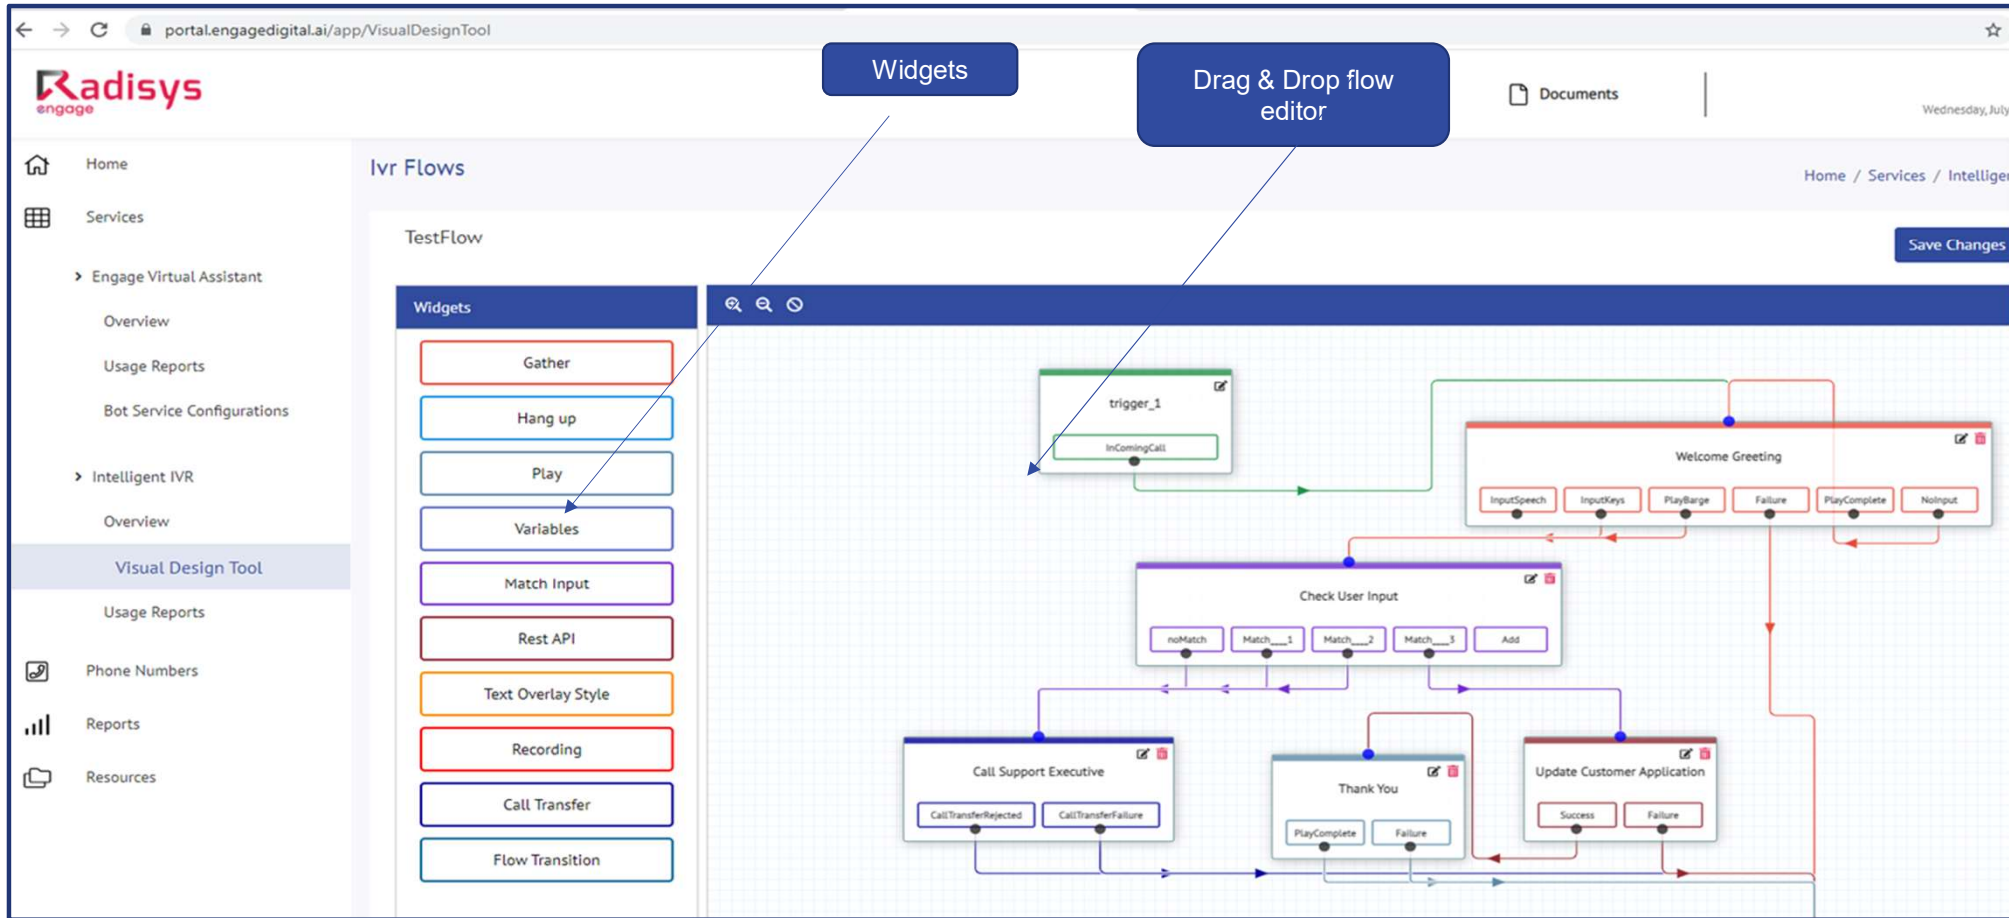 portal.engagedigital.ai/app/VisualDesignTool
Widgets
Drag & Drop flow
editor
Radisys
engage
Documents
Wednesday, July
Home
Services
Engage Virtual Assistant
Overview
Usage Reports
Bot Service Configurations
Intelligent IVR
Overview
Visual Design Tool
Usage Reports
Phone Numbers
Reports
Resources
Ivr Flows
Home / Services / Intellige
TestFlow
Save Changes
Widgets
Gather
Hang up
Play
Variables
Match Input
Rest API
Text Overlay Style
Recording
Call Transfer
Flow Transition
trigger_1
InComingCall
Welcome Greeting
InputSpeech InputKeys PlayBarge Failure PlayComplete NoInput
Check User Input
noMatch Match___1 Match___2 Match___3 Add
Call Support Executive
CallTransferRejected CallTransferFailure
Thank You
PlayComplete Failure
Update Customer Application
Success Failure